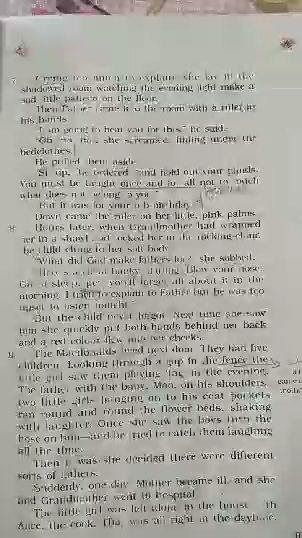 Crying too much to explain, she lay in the
shadowed room watching the evening light make a
sad little pattern on the floor.
Then Father came into the room with a ruler in
his hands.
"I am going to beat you for this," he said.
"Oh, no, no," she screamed, hiding under the
bedclothes.
He pulled them aside.
"Sit up," he ordered, "and hold out your hands.
You must be taught once and for all not to touch
what does not belong to you."
"But it was for your b-b-birthday."
Down came the ruler on her little, pink palms.
Hours later, when Grandmother had wrapped
her in a shawl and rocked her in the rocking-chair,
the child clung to her soft body.
"What did God make fathers for?" she sobbed.
"Here's a clean hanky, darling. Blow your nose.
Go to sleep, pet; you'll forget all about it in the
morning. I tried to explain to Father but he was too
upset to listen tonight."
But the child never forgot. Next time she saw
him she quickly put both hands behind her back
and a red colour flew into her cheeks.
The Macdonalds lived next door. They had five
children. Looking through a gap in the fence the
little girl saw them playing 'tag' in the evening.
The father with the baby, Mao, on his shoulders,
two little girls hanging on to his coat pockets
ran round and round the flower beds, shaking
with laughter. Once she saw the boys turn the
hose on him—and he tried to catch them laughing
all the time.
Then it was she decided there were different
sorts of fathers.
Suddenly, one day, Mother became ill, and she
and Grandmother went to hospital.
The little girl was left alone in the house with
Alice, the cook. That was all right in the daytime,